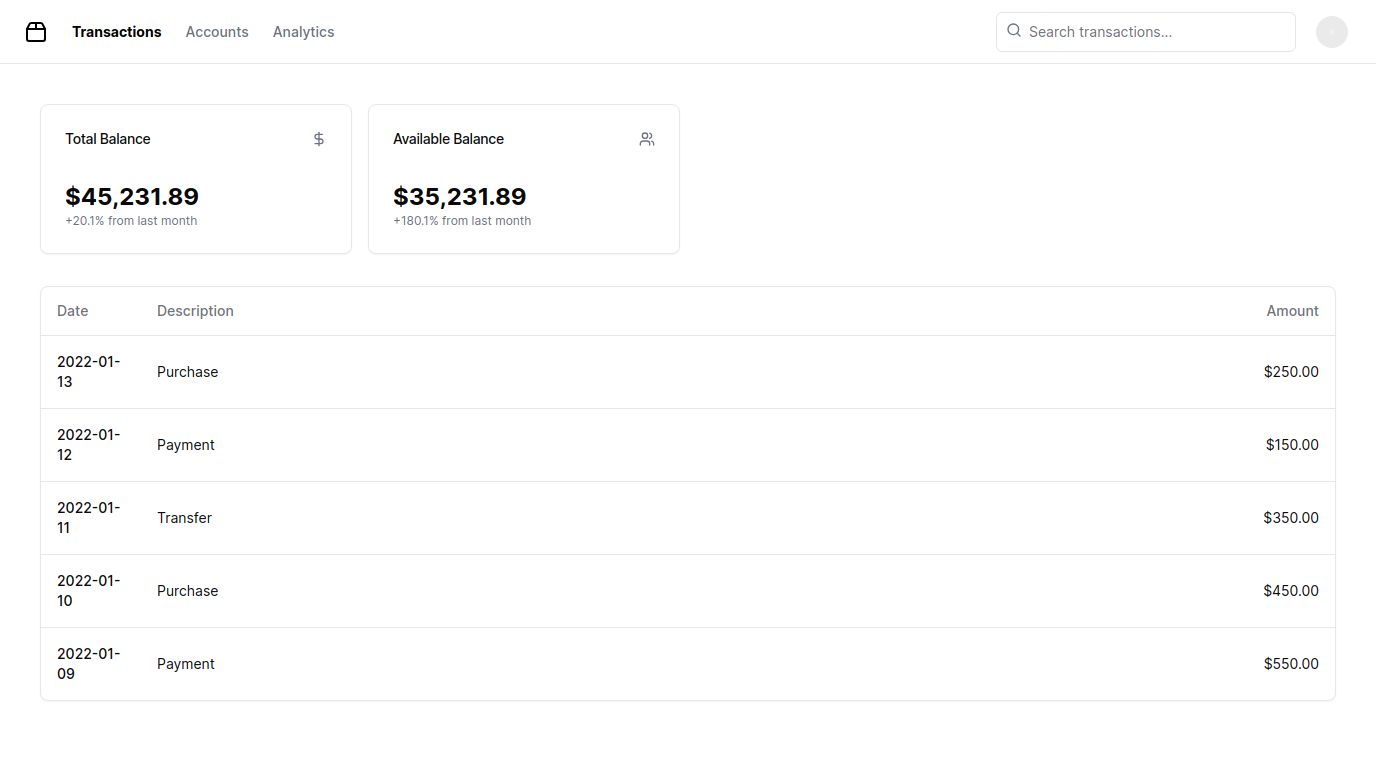 Transactions Accounts Analytics Search transactions...
Total Balance
$45,231.89
+20.1% from last month
Available Balance
$35,231.89
+180.1% from last month
Date Description Amount
2022-01-
13 Purchase $250.00
2022-01-
12 Payment $150.00
2022-01-
11 Transfer $350.00
2022-01-
10 Purchase $450.00
2022-01-
09 Payment $550.00